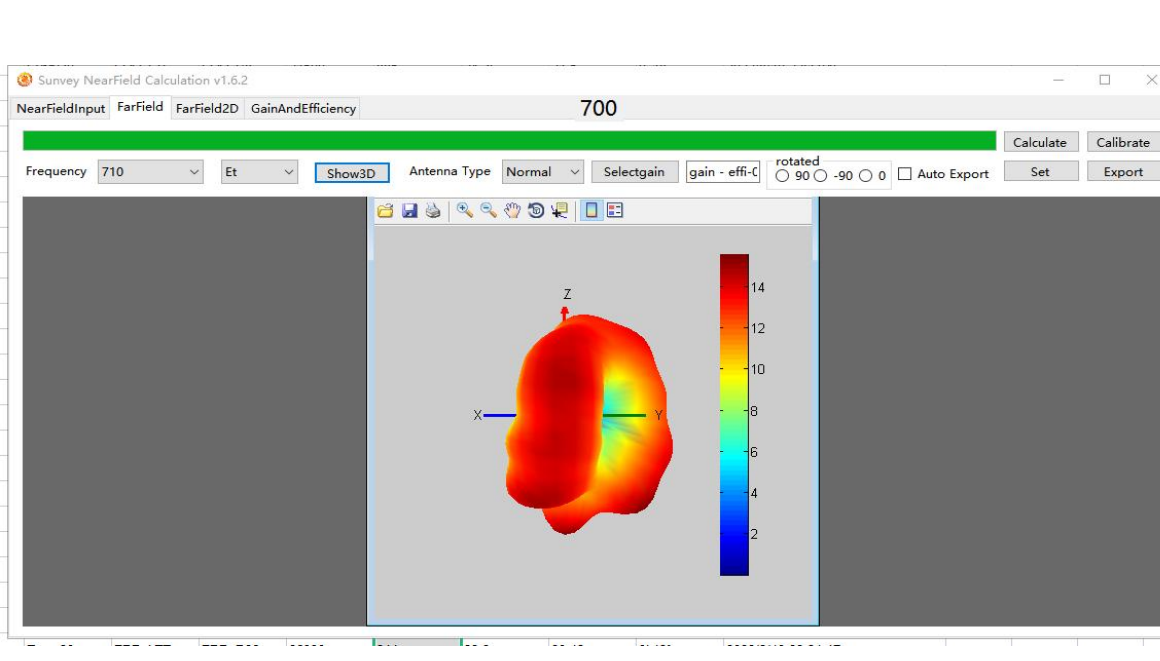 Sunvey NearField Calculation v1.6.2
NearFieldInput FarField FarField2D GainAndEfficiency 700
Calculate Calibrate
Frequency 710 Et Show3D Antenna Type Normal Selectgain gain - effi-C rotated 90 -90 0 Auto Export Set Export
Z
X
Y
14
12
10
8
6
4
2